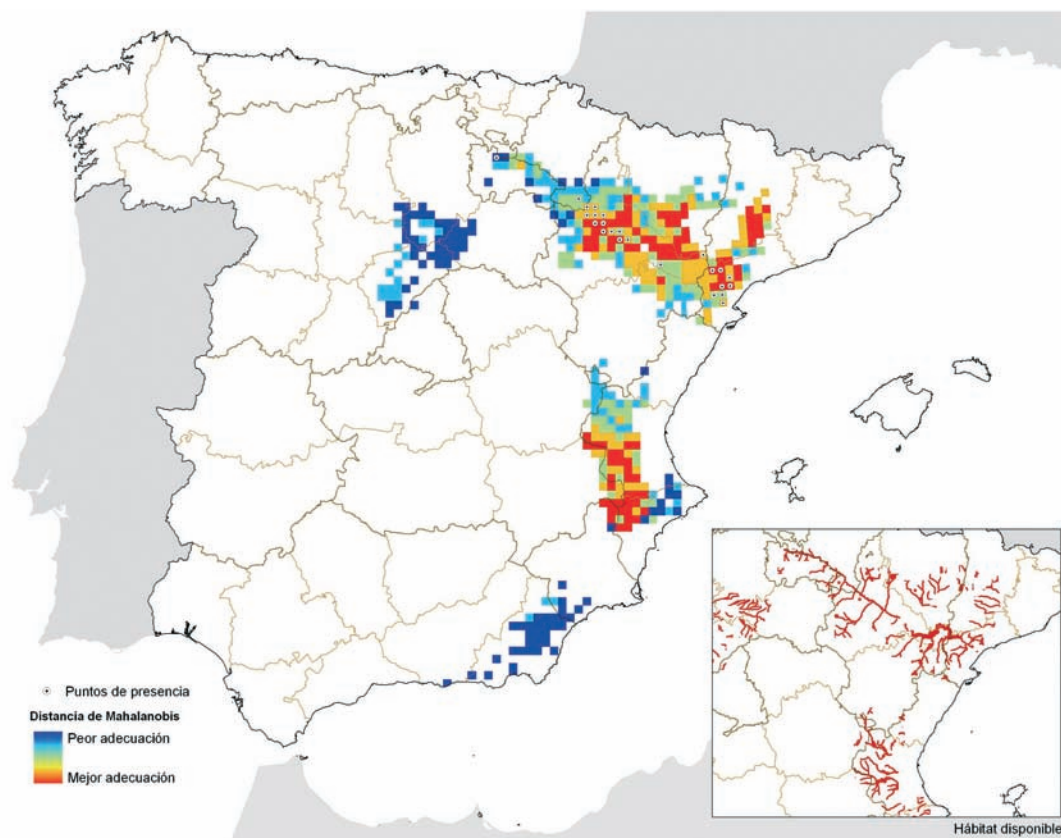 Puntos de presencia
Distancia de Mahalanobis
Peor adecuación
Mejor adecuación
Hábitat disponible